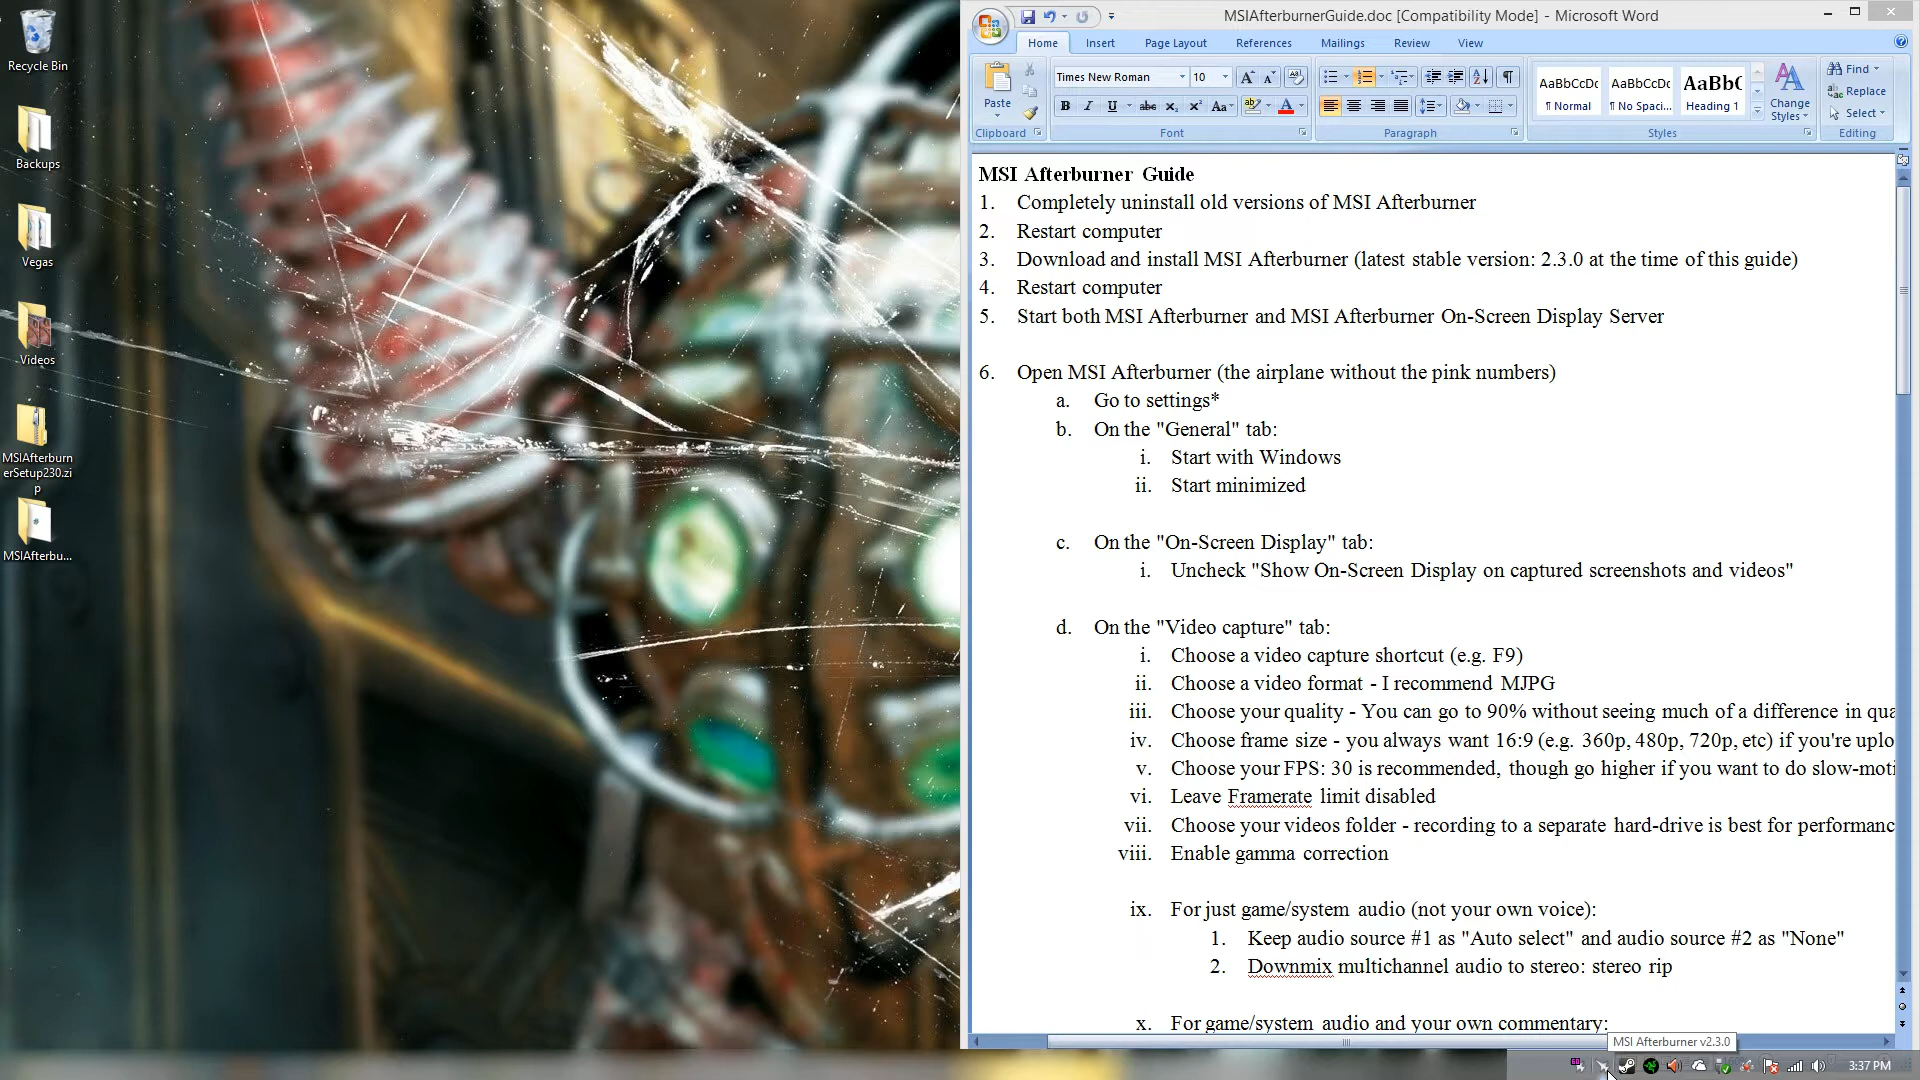 Recycle Bin
Backups
Vegas
Videos
MSIAfterburn
erSetup230.zi
p
MSIAfterbu...
MSIAfterburnerGuide.doc [Compatibility Mode] - Microsoft Word
Home Insert Page Layout References Mailings Review View
Times New Roman 10
Paste
Clipboard
Font
Paragraph
AaBbCcDc AaBbCcDc AaBbC
¶ Normal ¶ No Spaci... Heading 1
Change
Styles
Styles
Find
Replace
Select
Editing
MSI Afterburner Guide
1. Completely uninstall old versions of MSI Afterburner
2. Restart computer
3. Download and install MSI Afterburner (latest stable version: 2.3.0 at the time of this guide)
4. Restart computer
5. Start both MSI Afterburner and MSI Afterburner On-Screen Display Server
6. Open MSI Afterburner (the airplane without the pink numbers)
a. Go to settings*
b. On the "General" tab:
i. Start with Windows
ii. Start minimized
c. On the "On-Screen Display" tab:
i. Uncheck "Show On-Screen Display on captured screenshots and videos"
d. On the "Video capture" tab:
i. Choose a video capture shortcut (e.g. F9)
ii. Choose a video format - I recommend MJPG
iii. Choose your quality - You can go to 90% without seeing much of a difference in qua
iv. Choose frame size - you always want 16:9 (e.g. 360p, 480p, 720p, etc) if you're uplo
v. Choose your FPS: 30 is recommended, though go higher if you want to do slow-moti
vi. Leave Framerate limit disabled
vii. Choose your videos folder - recording to a separate hard-drive is best for performanc
viii. Enable gamma correction
ix. For just game/system audio (not your own voice):
1. Keep audio source #1 as "Auto select" and audio source #2 as "None"
2. Downmix multichannel audio to stereo: stereo rip
x. For game/system audio and your own commentary:
MSI Afterburner v2.3.0
3:37 PM